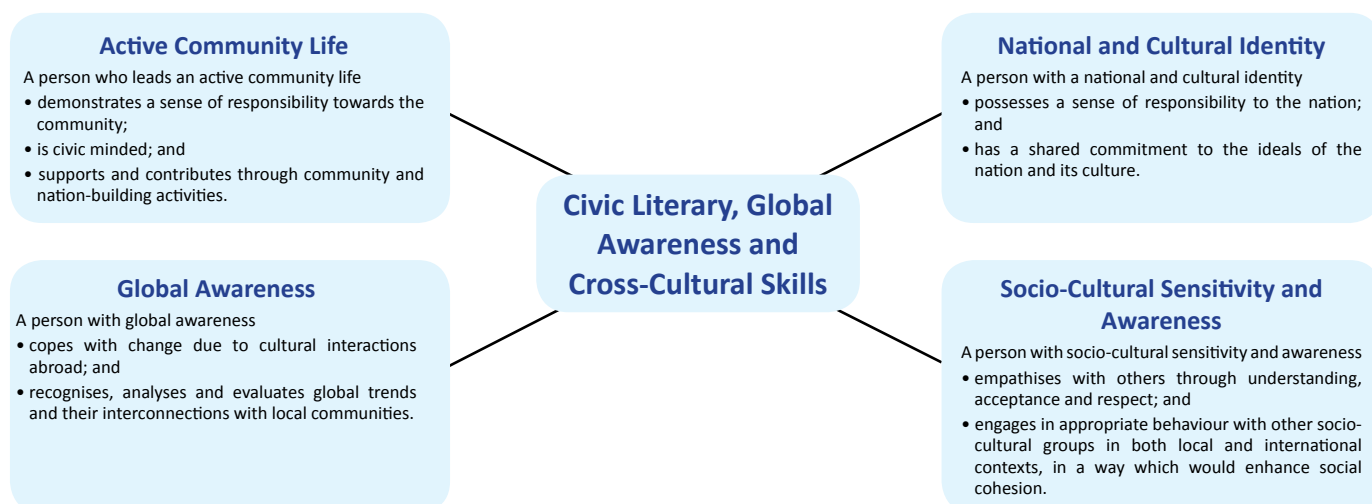 Active Community Life
A person who leads an active community life
• demonstrates a sense of responsibility towards the
community;
• is civic minded; and
• supports and contributes through community and
nation-building activities.
National and Cultural Identity
A person with a national and cultural identity
• possesses a sense of responsibility to the nation;
and
• has a shared commitment to the ideals of the
nation and its culture.
Civic Literary, Global
Awareness and
Cross-Cultural Skills
Global Awareness
A person with global awareness
• copes with change due to cultural interactions
abroad; and
• recognises, analyses and evaluates global trends
and their interconnections with local communities.
Socio-Cultural Sensitivity and
Awareness
A person with socio-cultural sensitivity and awareness
• empathises with others through understanding,
acceptance and respect; and
• engages in appropriate behaviour with other socio-
cultural groups in both local and international
contexts, in a way which would enhance social
cohesion.